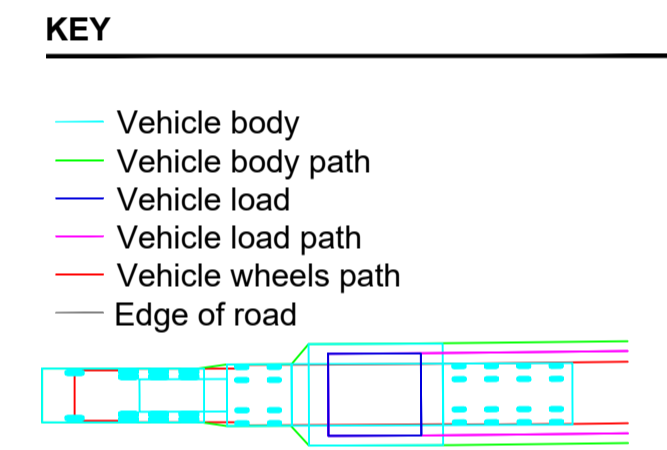 KEY
Vehicle body
Vehicle body path
Vehicle load
Vehicle load path
Vehicle wheels path
Edge of road